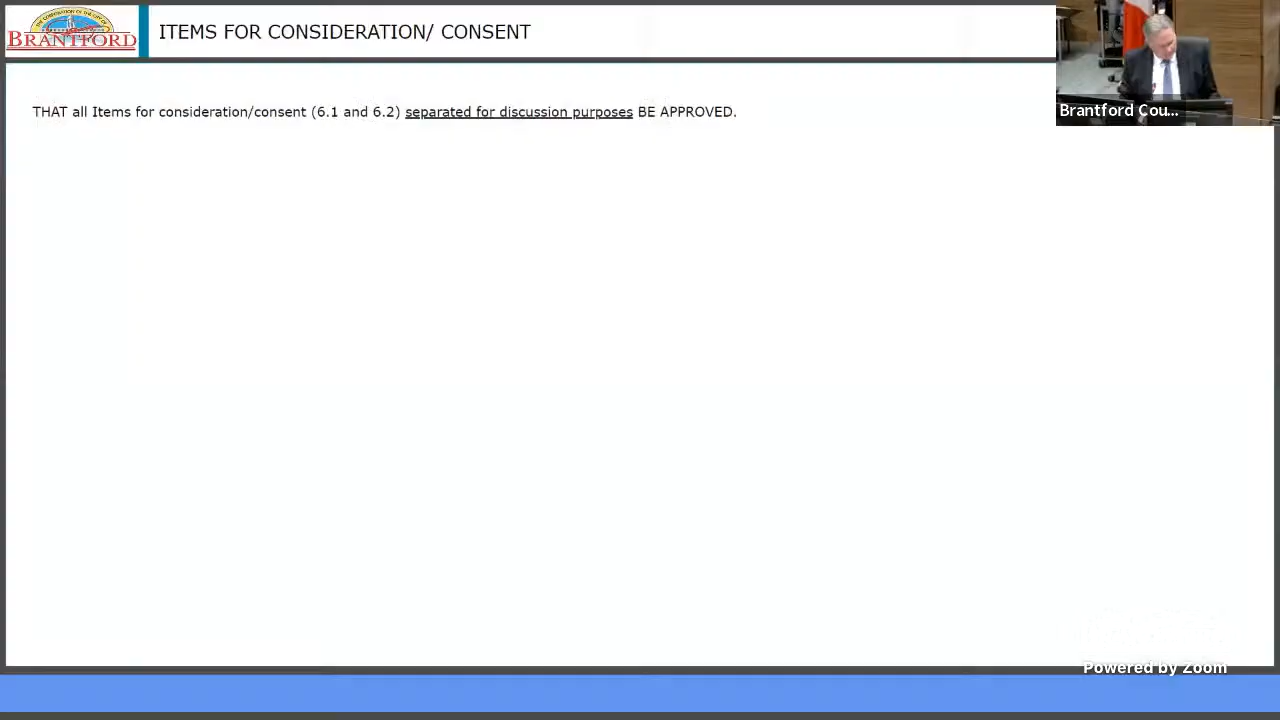 BRANTFORD
ITEMS FOR CONSIDERATION/ CONSENT
Brantford Cou...
THAT all Items for consideration/consent (6.1 and 6.2) separated for discussion purposes BE APPROVED.
Powered by Zoom